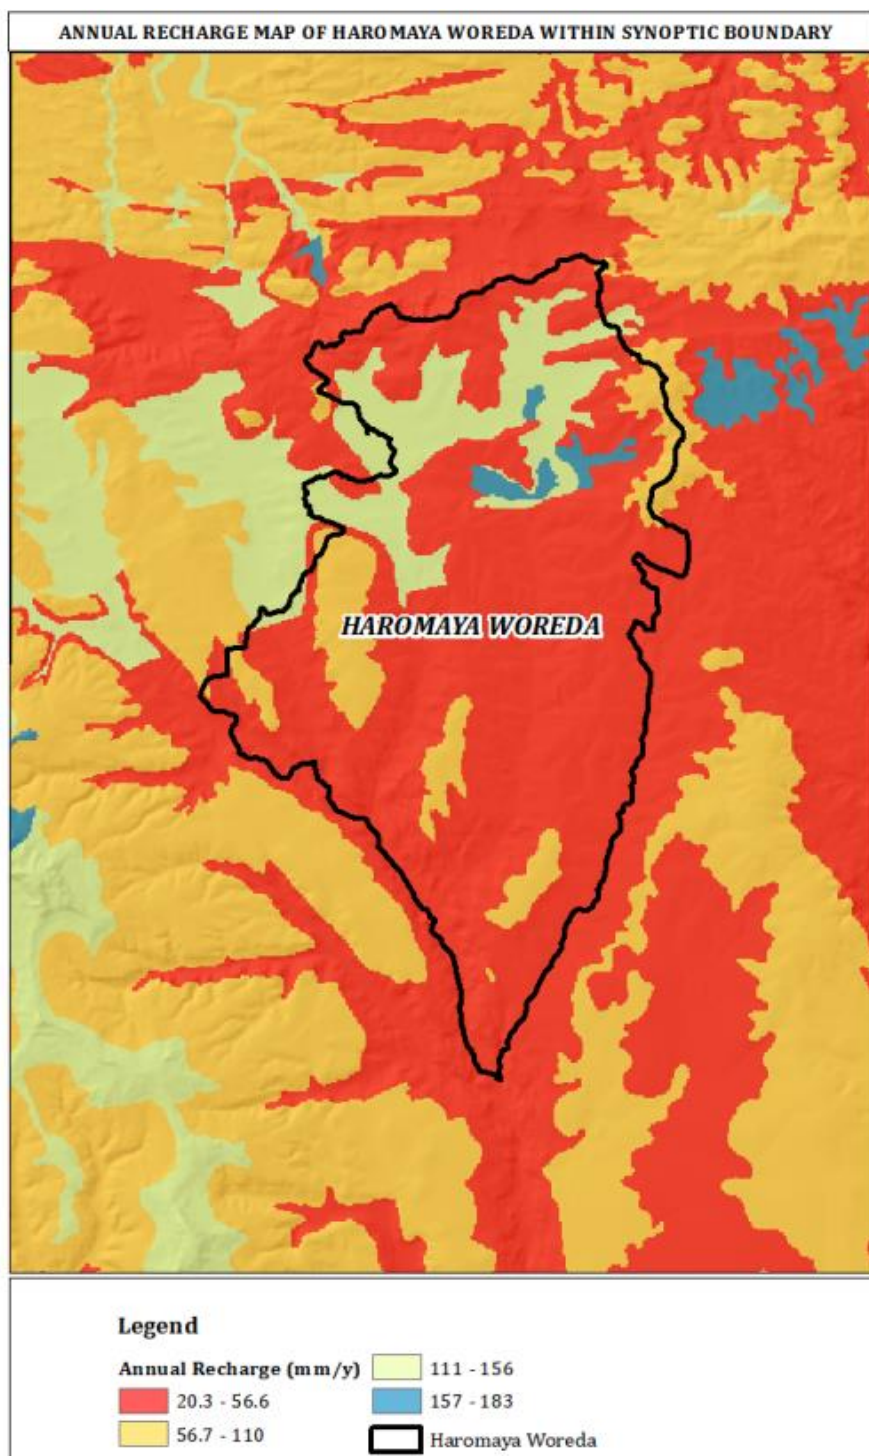 ANNUAL RECHARGE MAP OF HAROMAYA WOREDA WITHIN SYNOPTIC BOUNDARY
HAROMAYA WOREDA
Legend
Annual Recharge (mm/y)
20.3 - 56.6
56.7 - 110
111 - 156
157 - 183
Haromaya Woreda